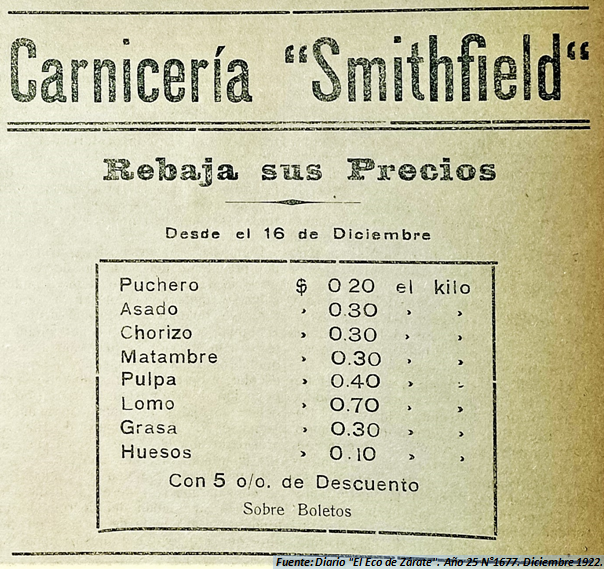 Carnicería “Smithfield“
Rebaja sus Precios
Desde el 16 de Diciembre
Puchero $ 0 20 el kilo
Asado › 0.30 › ›
Chorizo › 0.30 › ›
Matambre › 0.30 › ›
Pulpa › 0.40 › ›
Lomo › 0.70 › ›
Grasa › 0.30 › ›
Huesos › 0.10 › ›
Con 5 o/o. de Descuento
Sobre Boletos
Fuente: Diario "El Eco de Zárate". Año 25 N°1677. Diciembre 1922.